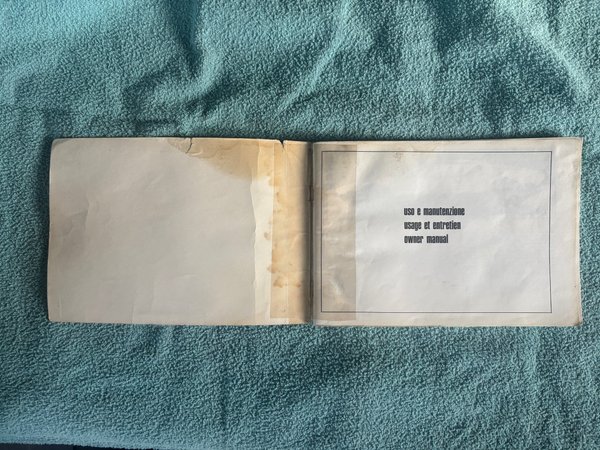 uso e manutenzione
usage et entretien
owner manual